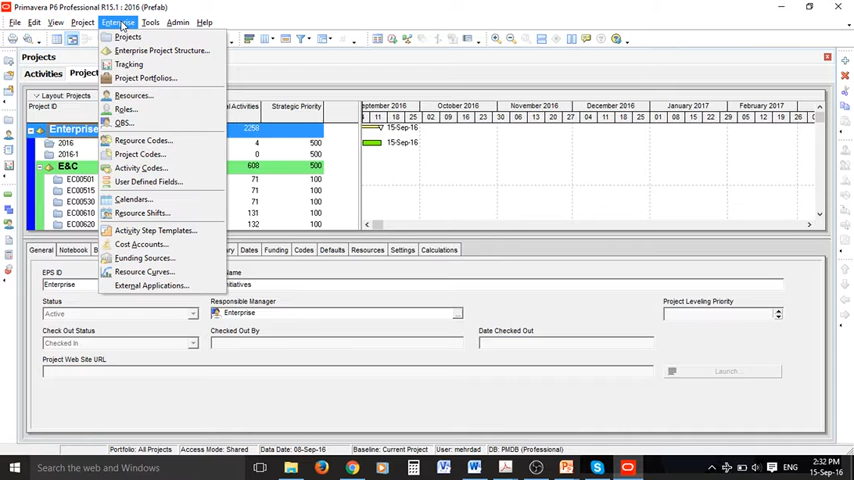 Primavera P6 Professional R15.1 : 2016 (Prefab)
File Edit View Project Enterprise Tools Admin Help
Projects
Enterprise Project Structure...
Tracking
Project Portfolios...
Resources...
Roles...
OBS...
Resource Codes...
Project Codes...
Activity Codes...
User Defined Fields...
Calendars...
Resource Shifts...
Activity Step Templates...
Cost Accounts...
Funding Sources...
Resource Curves...
External Applications...
Projects
Activities
Layout: Projects
Project ID
Activities Strategic Priority
Enterprise 2258
2016 4 500
2016-1 0 500
E&C 608 500
EC00501 71 100
EC00515 71 100
EC00530 71 100
EC00610 131 100
EC00620 132 100
October 2016 November 2016 December 2016 January 2017 February 2017
4 11 18 25 02 09 16 23 30 06 13 20 27 04 11 18 25 01 08 15 22 29 05 12 19 26
15-Sep-16
15-Sep-16
General Notebook Dates Funding Codes Defaults Resources Settings Calculations
EPS ID
Enterprise
Status Responsible Manager Project Leveling Priority
Active Enterprise
Check Out Status Checked Out By Date Checked Out
Checked In
Project Web Site URL
Launch...
Portfolio: All Projects Access Mode: Shared Data Date: 08-Sep-16 Baseline: Current Project User: mehrdad DB: PMDB (Professional)
Search the web and Windows
ENG
2:32 PM
15-Sep-16